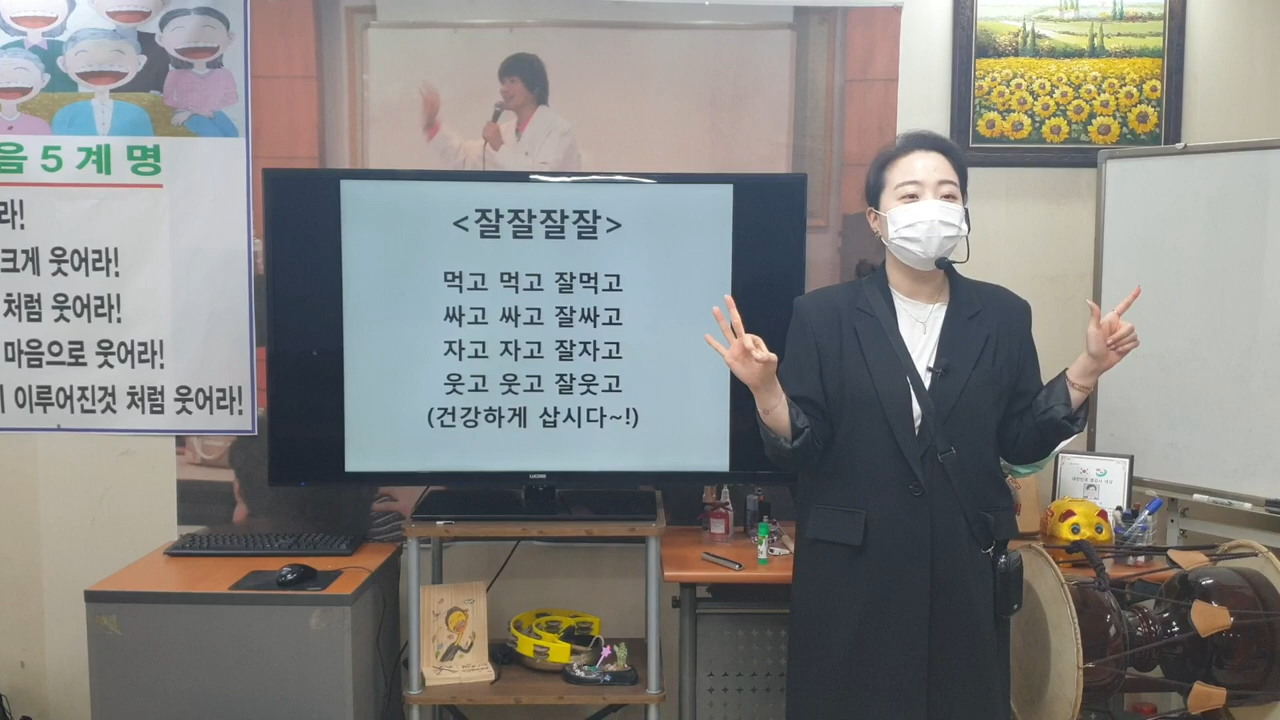 음 5 계 명
라!
크게 웃어라!
처럼 웃어라!
마음으로 웃어라!
이루어진것 처럼 웃어라!
<잘잘잘잘>
먹고 먹고 잘먹고
싸고 싸고 잘싸고
자고 자고 잘자고
웃고 웃고 잘웃고
(건강하게 삽시다~!)